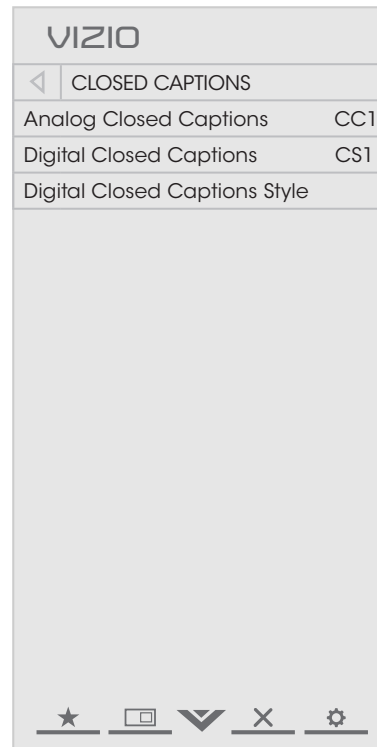 VIZIO
CLOSED CAPTIONS
Analog Closed Captions CC1
Digital Closed Captions CS1
Digital Closed Captions Style